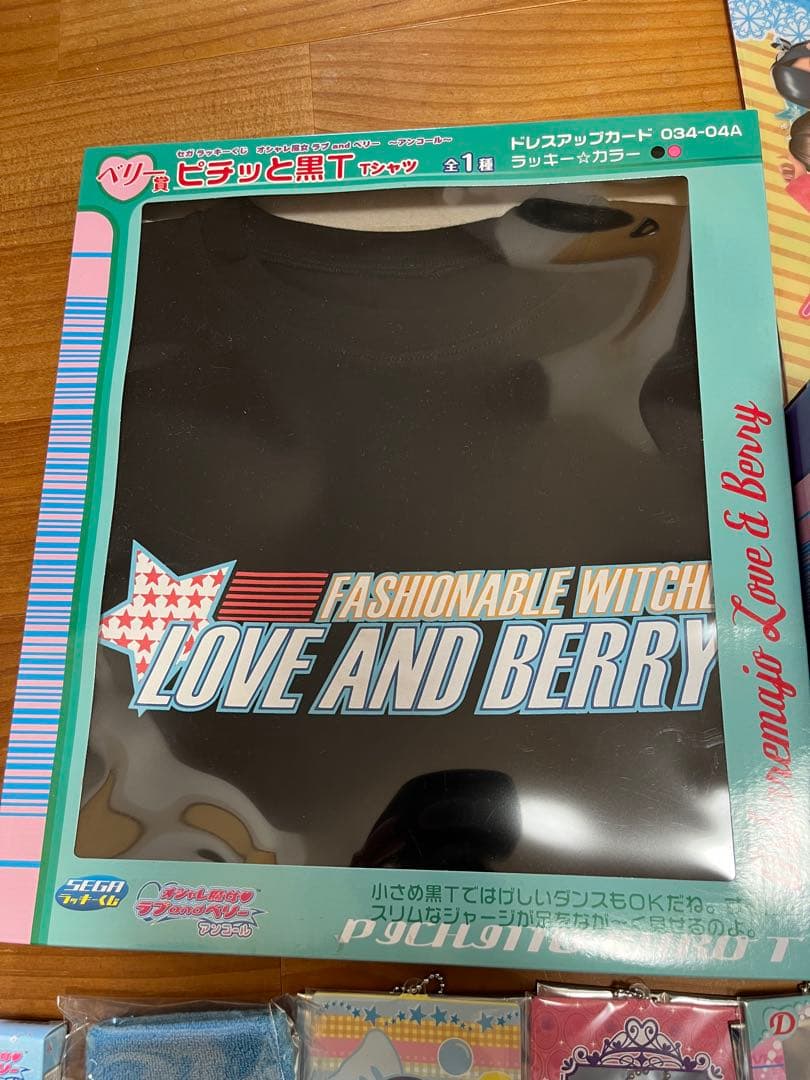 セガ ラッキーくじ オシャレ魔女 ラブ and ベリー ～アンコール～
ベリー賞
ピチッと黒T Tシャツ 全1種
ドレスアップカード 034-04A
ラッキー☆カラー
FASHIONABLE WITCH
LOVE AND BERRY
Love & Berry
SEGA
ラッキーくじ
オシャレ魔女
ラブandベリー
アンコール
小さめ黒TではげしいダンスもOKだね。
スリムなジャージが足をなが～く見せるのよ。
D